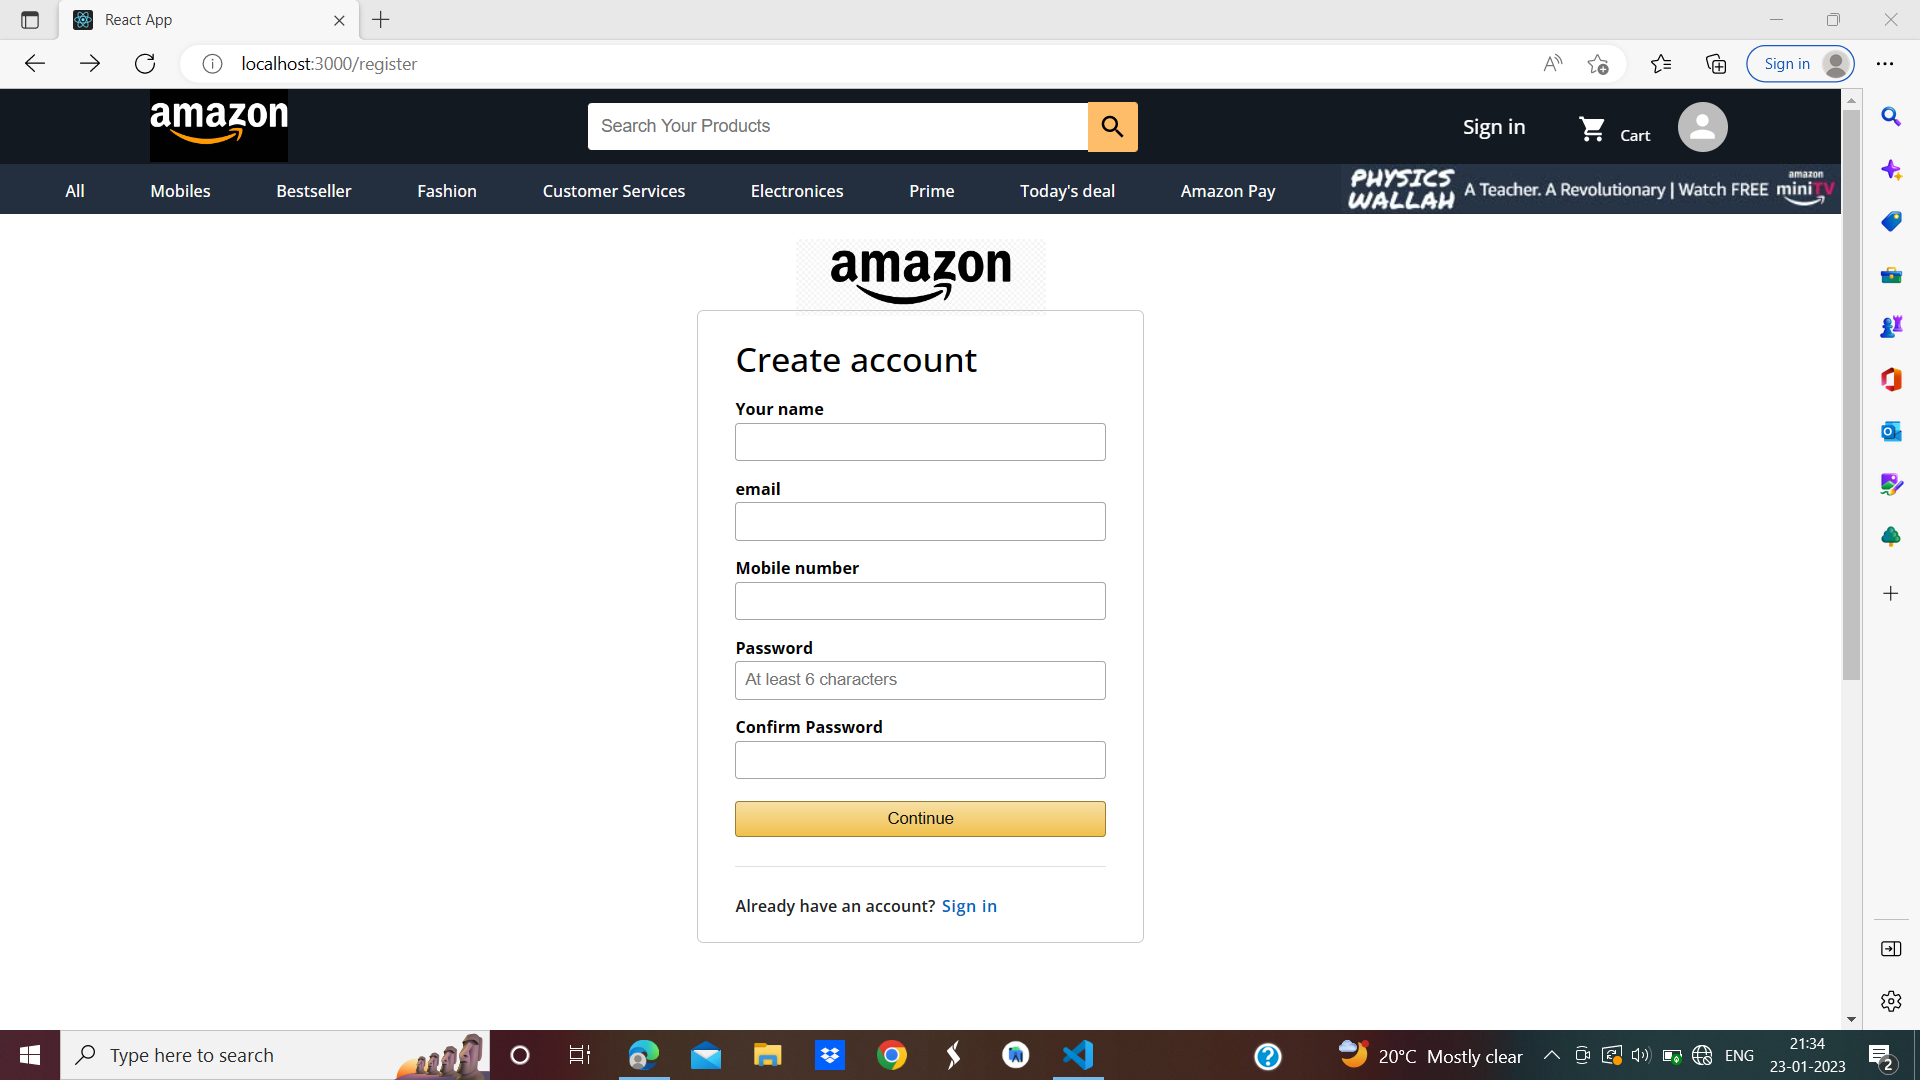 React App
localhost:3000/register
Sign in
amazon
Search Your Products
Sign in
Cart
All Mobiles Bestseller Fashion Customer Services Electronices Prime Today's deal Amazon Pay
PHYSICS WALLAH A Teacher. A Revolutionary | Watch FREE amazon miniTV
amazon
Create account
Your name
email
Mobile number
Password
At least 6 characters
Confirm Password
Continue
Already have an account? Sign in
Type here to search
20°C Mostly clear
ENG
21:34
23-01-2023
2